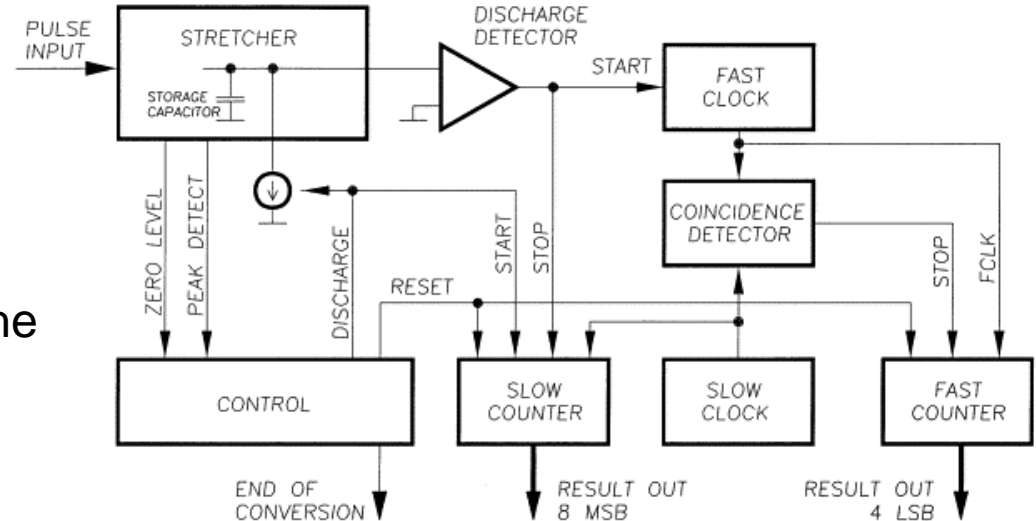 PULSE
INPUT
STRETCHER
STORAGE
CAPACITOR
DISCHARGE
DETECTOR
START
FAST
CLOCK
COINCIDENCE
DETECTOR
ZERO LEVEL
PEAK DETECT
DISCHARGE
START
STOP
STOP
FCLK
RESET
ne
CONTROL
SLOW
COUNTER
SLOW
CLOCK
FAST
COUNTER
END OF
CONVERSION
RESULT OUT
8 MSB
RESULT OUT
4 LSB